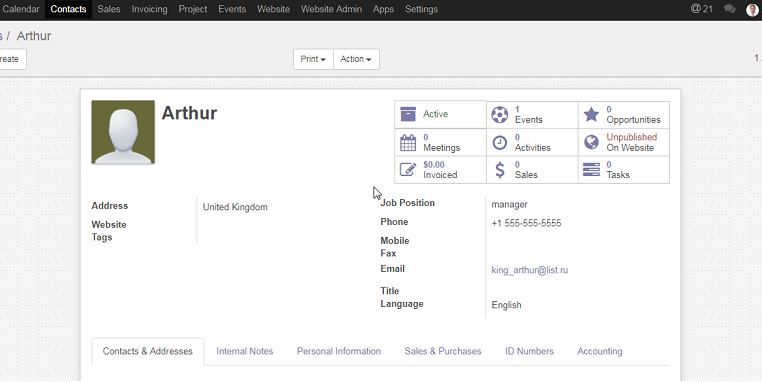 Calendar Contacts Sales Invoicing Project Events Website Website Admin Apps Settings @ 21
s / Arthur
reate Print Action 1
Arthur
Active 1 Events 0 Opportunities
0 Meetings 0 Activities Unpublished On Website
$0.00 Invoiced 0 Sales 0 Tasks
Address United Kingdom
Website
Tags
Job Position manager
Phone +1 555-555-5555
Mobile
Fax
Email king_arthur@list.ru
Title
Language English
Contacts & Addresses Internal Notes Personal Information Sales & Purchases ID Numbers Accounting